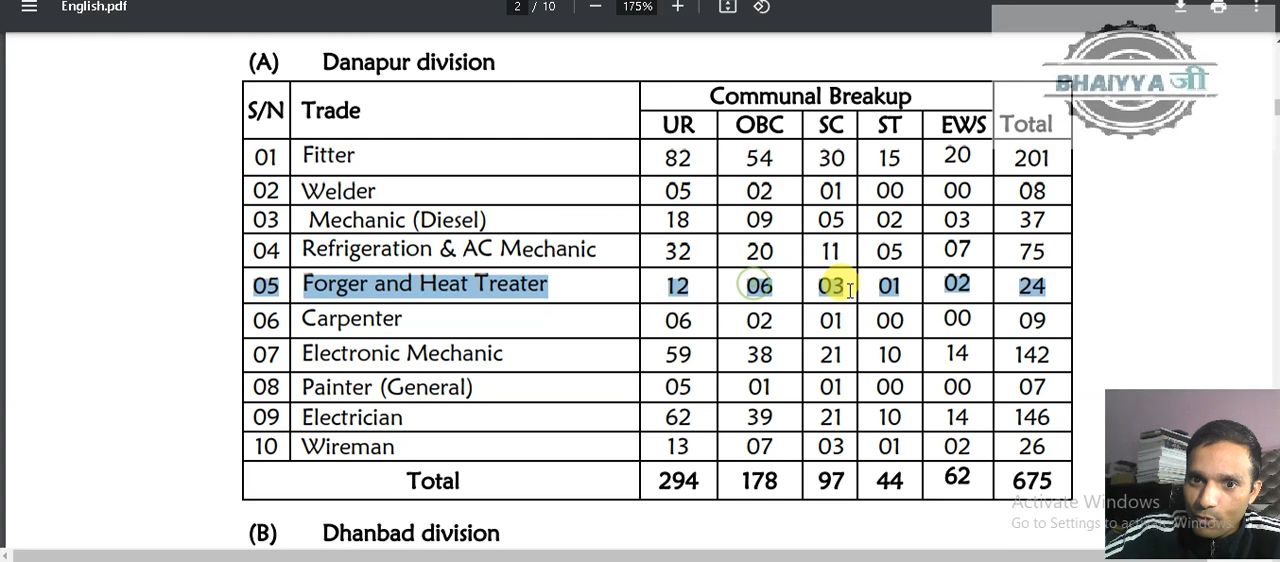 English.pdf
2 / 10
175%
BHAIYYA जी
(A) Danapur division
S/N Trade Communal Breakup Total
UR OBC SC ST EWS
01 Fitter 82 54 30 15 20 201
02 Welder 05 02 01 00 00 08
03 Mechanic (Diesel) 18 09 05 02 03 37
04 Refrigeration & AC Mechanic 32 20 11 05 07 75
05 Forger and Heat Treater 12 06 03 01 02 24
06 Carpenter 06 02 01 00 00 09
07 Electronic Mechanic 59 38 21 10 14 142
08 Painter (General) 05 01 01 00 00 07
09 Electrician 62 39 21 10 14 146
10 Wireman 13 07 03 01 02 26
Total 294 178 97 44 62 675
Activate Windows
Go to Settings to activate Windows.
(B) Dhanbad division